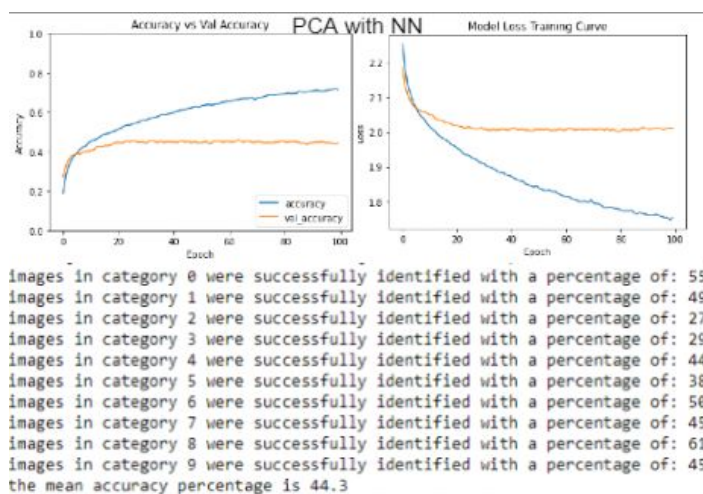 PCA with NN
Accuracy vs Val Accuracy
1.0
0.8
0.6
0.4
0.2
0.0
Accuracy
0 20 40 60 80 100
Epoch
accuracy
val_accuracy
Model Loss Training Curve
2.2
2.1
2.0
1.9
1.8
Loss
0 20 40 60 80 100
Epoch
images in category 0 were successfully identified with a percentage of: 55
images in category 1 were successfully identified with a percentage of: 49
images in category 2 were successfully identified with a percentage of: 27
images in category 3 were successfully identified with a percentage of: 29
images in category 4 were successfully identified with a percentage of: 44
images in category 5 were successfully identified with a percentage of: 38
images in category 6 were successfully identified with a percentage of: 50
images in category 7 were successfully identified with a percentage of: 45
images in category 8 were successfully identified with a percentage of: 61
images in category 9 were successfully identified with a percentage of: 45
the mean accuracy percentage is 44.3